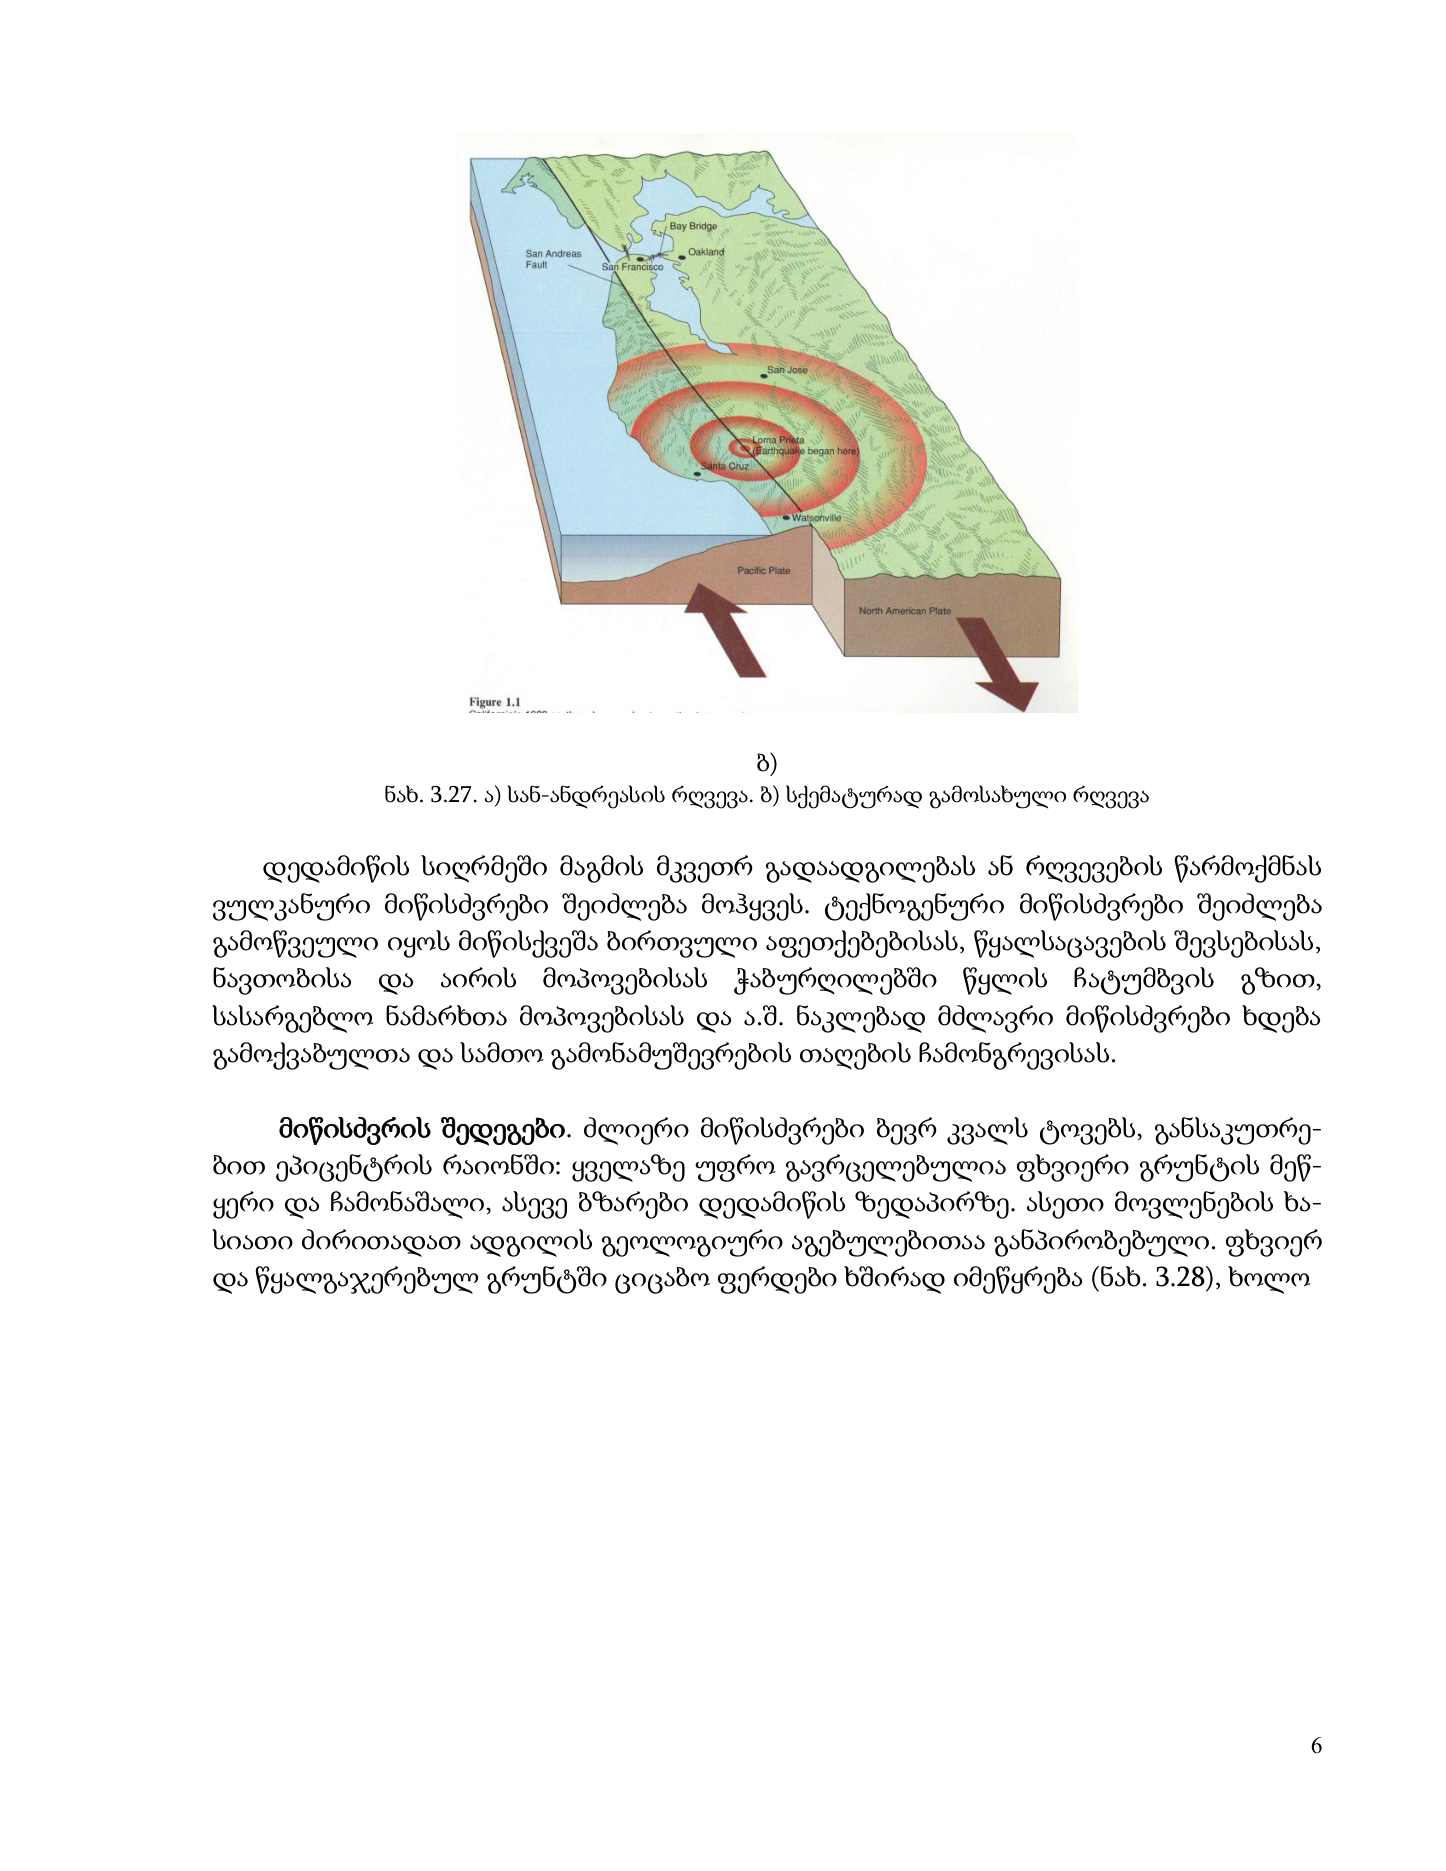 Bay Bridge
San Andreas
Fault
Oakland
San Francisco
San Jose
Loma Prieta
(Earthquake began here)
Santa Cruz
Watsonville
Pacific Plate
North American Plate
Figure 1.1
ბ)
ნახ. 3.27. ა) სან-ანდრეასის რღვევა. ბ) სქემატურად გამოსახული რღვევა
დედამიწის სიღრმეში მაგმის მკვეთრ გადაადგილებას ან რღვევების წარმოქმნას
ვულკანური მიწისძვრები შეიძლება მოჰყვეს. ტექნოგენური მიწისძვრები შეიძლება
გამოწვეული იყოს მიწისქვეშა ბირთვული აფეთქებებისას, წყალსაცავების შევსებისას,
ნავთობისა და აირის მოპოვებისას ჭაბურღილებში წყლის ჩატუმბვის გზით,
სასარგებლო ნამარხთა მოპოვებისას და ა.შ. ნაკლებად მძლავრი მიწისძვრები ხდება
გამოქვაბულთა და სამთო გამონამუშევრების თაღების ჩამონგრევისას.
მიწისძვრის შედეგები. ძლიერი მიწისძვრები ბევრ კვალს ტოვებს, განსაკუთრე-
ბით ეპიცენტრის რაიონში: ყველაზე უფრო გავრცელებულია ფხვიერი გრუნტის მეწ-
ყერი და ჩამონაშალი, ასევე ბზარები დედამიწის ზედაპირზე. ასეთი მოვლენების ხა-
სიათი ძირითადათ ადგილის გეოლოგიური აგებულებითაა განპირობებული. ფხვიერ
და წყალგაჯერებულ გრუნტში ციცაბო ფერდები ხშირად იმეწყრება (ნახ. 3.28), ხოლო
6